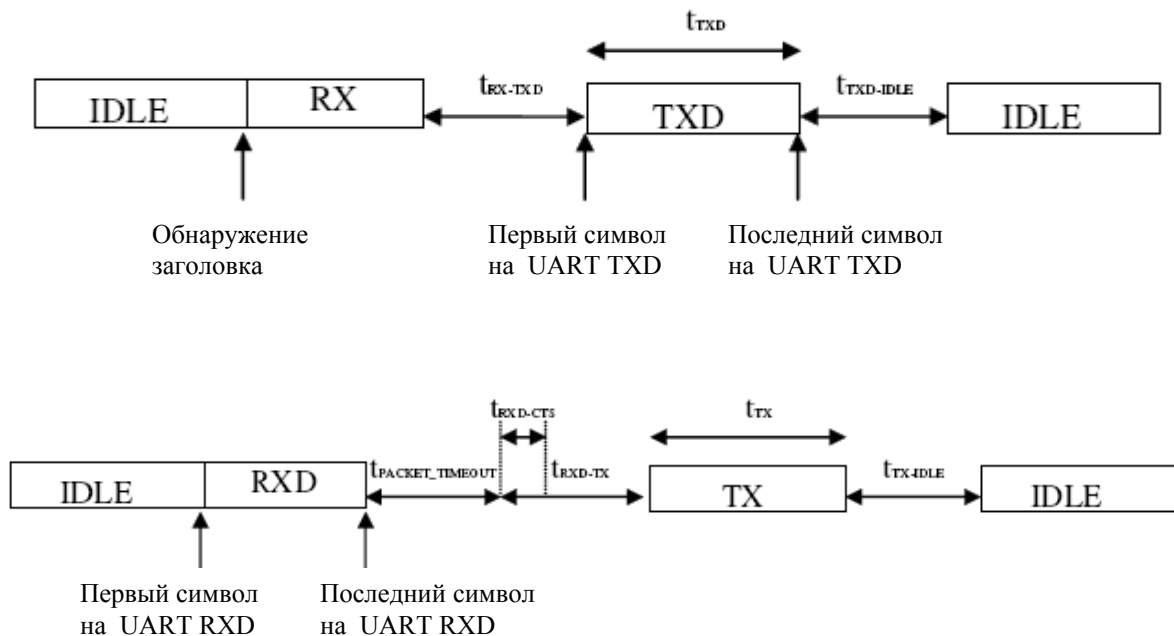 tTXD
IDLE RX tRX-TXD TXD tTXD-IDLE IDLE
Обнаружение
заголовка
Первый символ
на UART TXD
Последний символ
на UART TXD
tRXD-CTS tTX
IDLE RXD tPACKET_TIMEOUT tRXD-TX TX tTX-IDLE IDLE
Первый символ
на UART RXD
Последний символ
на UART RXD